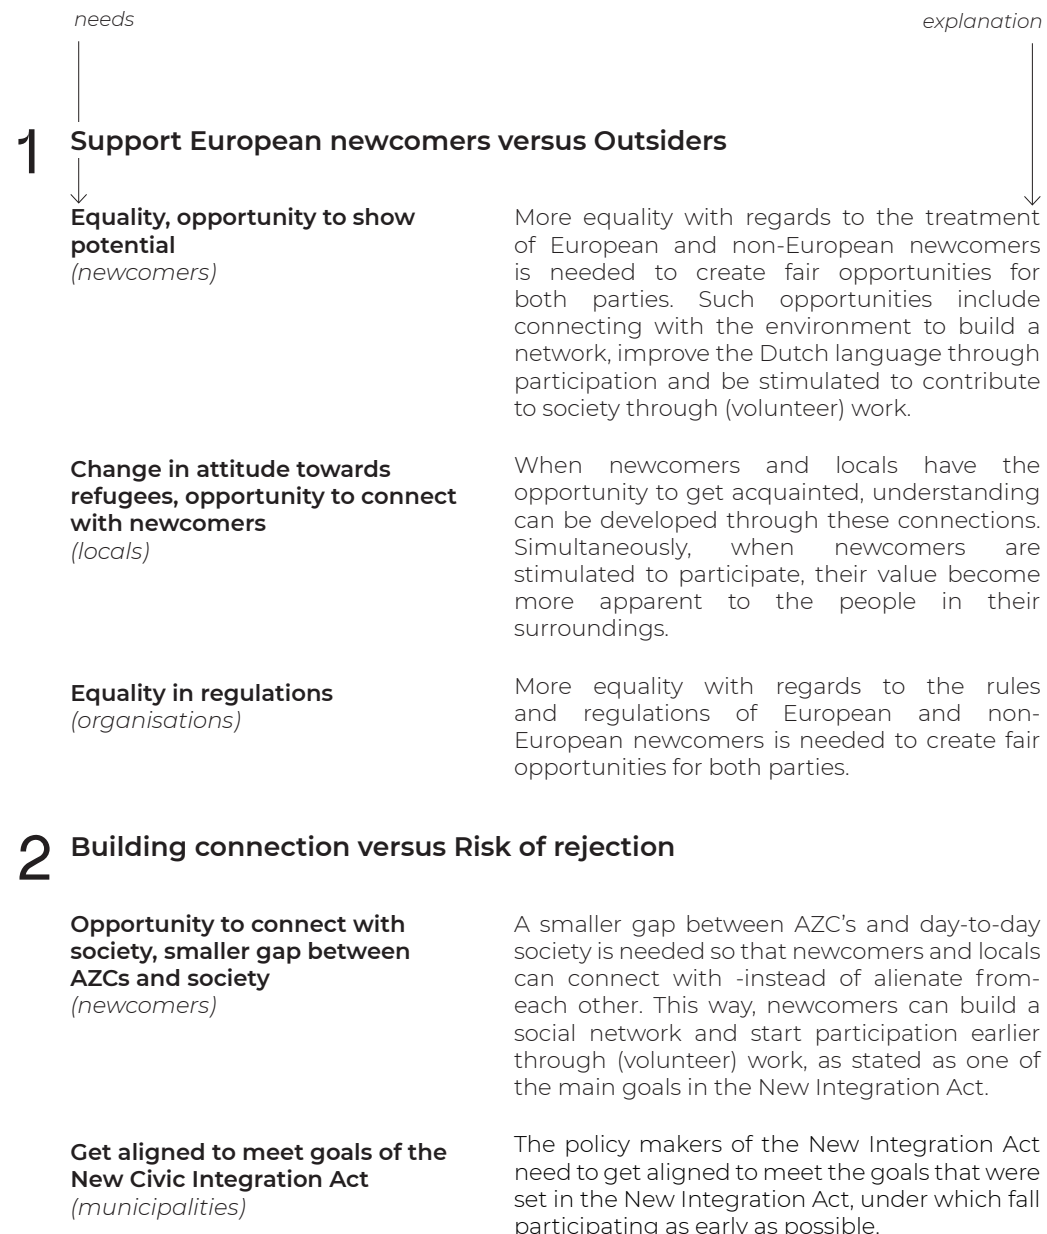 needs
explanation
1 Support European newcomers versus Outsiders
Equality, opportunity to show
potential
(newcomers)
More equality with regards to the treatment
of European and non-European newcomers
is needed to create fair opportunities for
both parties. Such opportunities include
connecting with the environment to build a
network, improve the Dutch language through
participation and be stimulated to contribute
to society through (volunteer) work.
Change in attitude towards
refugees, opportunity to connect
with newcomers
(locals)
When newcomers and locals have the
opportunity to get acquainted, understanding
can be developed through these connections.
Simultaneously, when newcomers are
stimulated to participate, their value become
more apparent to the people in their
surroundings.
Equality in regulations
(organisations)
More equality with regards to the rules
and regulations of European and non-
European newcomers is needed to create fair
opportunities for both parties.
2 Building connection versus Risk of rejection
Opportunity to connect with
society, smaller gap between
AZCs and society
(newcomers)
A smaller gap between AZC's and day-to-day
society is needed so that newcomers and locals
can connect with -instead of alienate from-
each other. This way, newcomers can build a
social network and start participation earlier
through (volunteer) work, as stated as one of
the main goals in the New Integration Act.
Get aligned to meet goals of the
New Civic Integration Act
(municipalities)
The policy makers of the New Integration Act
need to get aligned to meet the goals that were
set in the New Integration Act, under which fall
participating as early as possible.